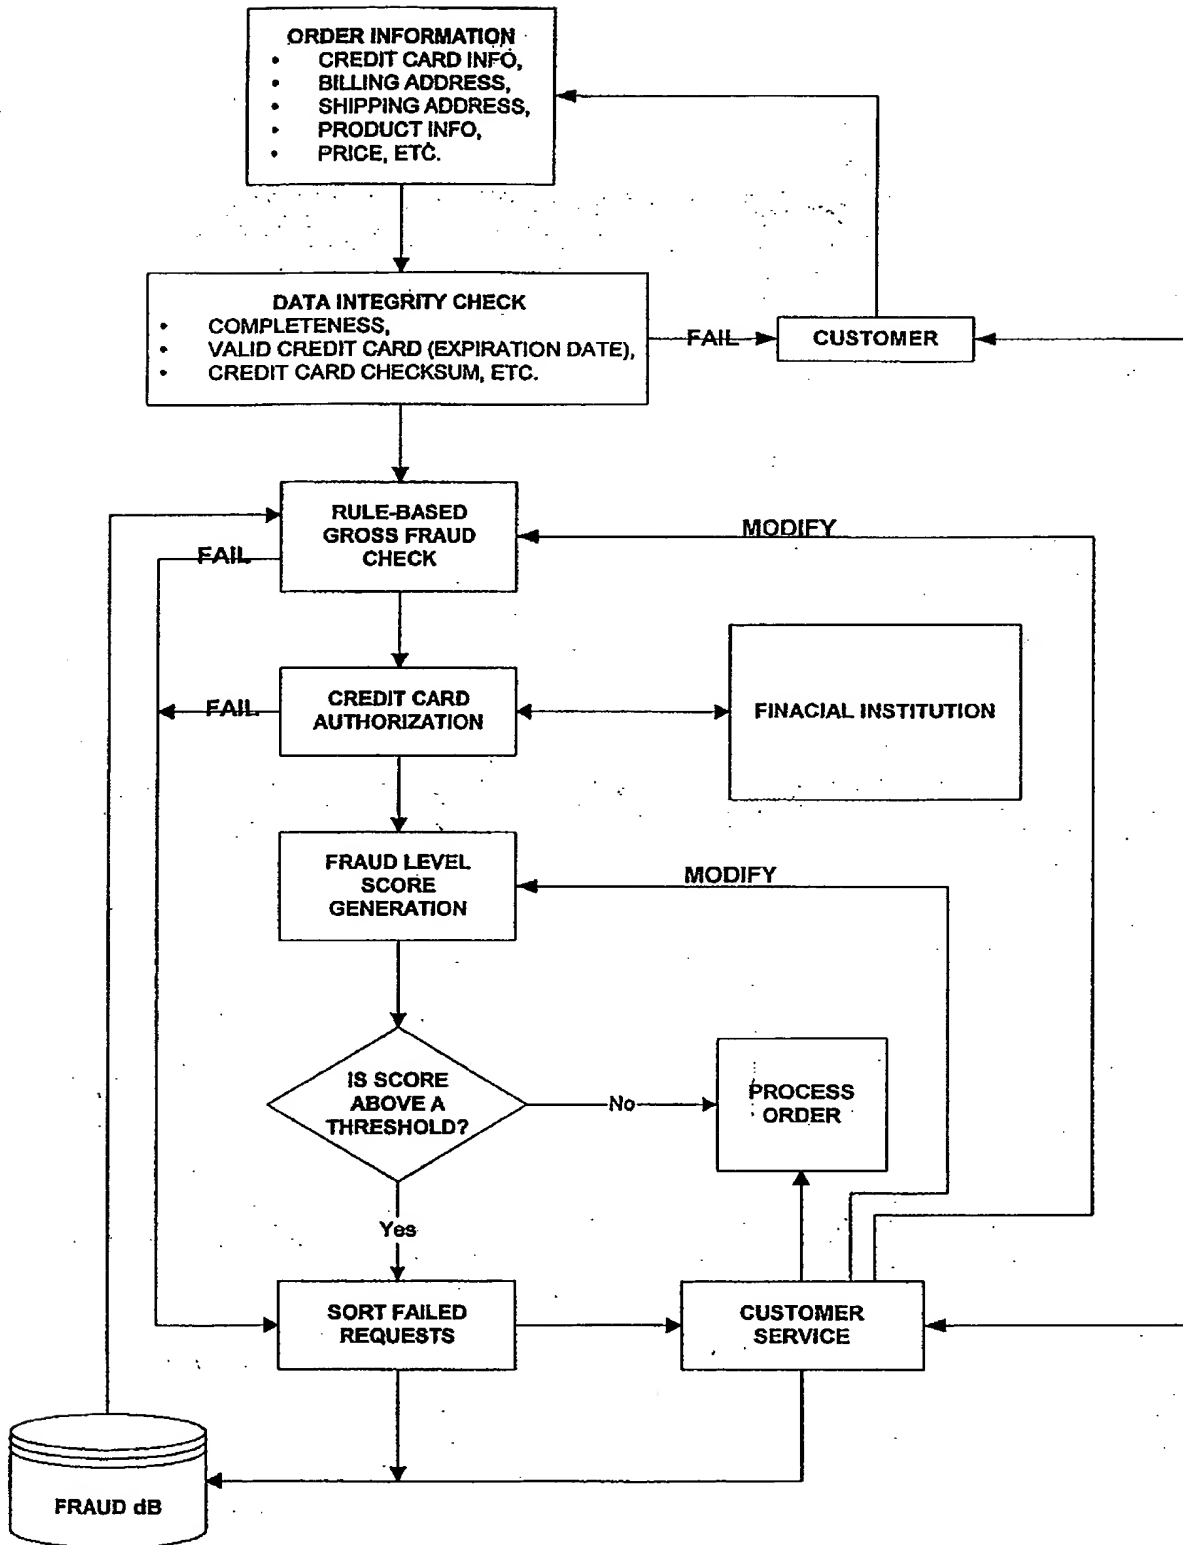 ORDER INFORMATION
• CREDIT CARD INFO,
• BILLING ADDRESS,
• SHIPPING ADDRESS,
• PRODUCT INFO,
• PRICE, ETC.
DATA INTEGRITY CHECK
• COMPLETENESS,
• VALID CREDIT CARD (EXPIRATION DATE),
• CREDIT CARD CHECKSUM, ETC.
FAIL
CUSTOMER
RULE-BASED
GROSS FRAUD
CHECK
MODIFY
FAIL
CREDIT CARD
AUTHORIZATION
FAIL
FINACIAL INSTITUTION
FRAUD LEVEL
SCORE
GENERATION
MODIFY
IS SCORE
ABOVE A
THRESHOLD?
No
PROCESS
ORDER
Yes
SORT FAILED
REQUESTS
CUSTOMER
SERVICE
FRAUD dB